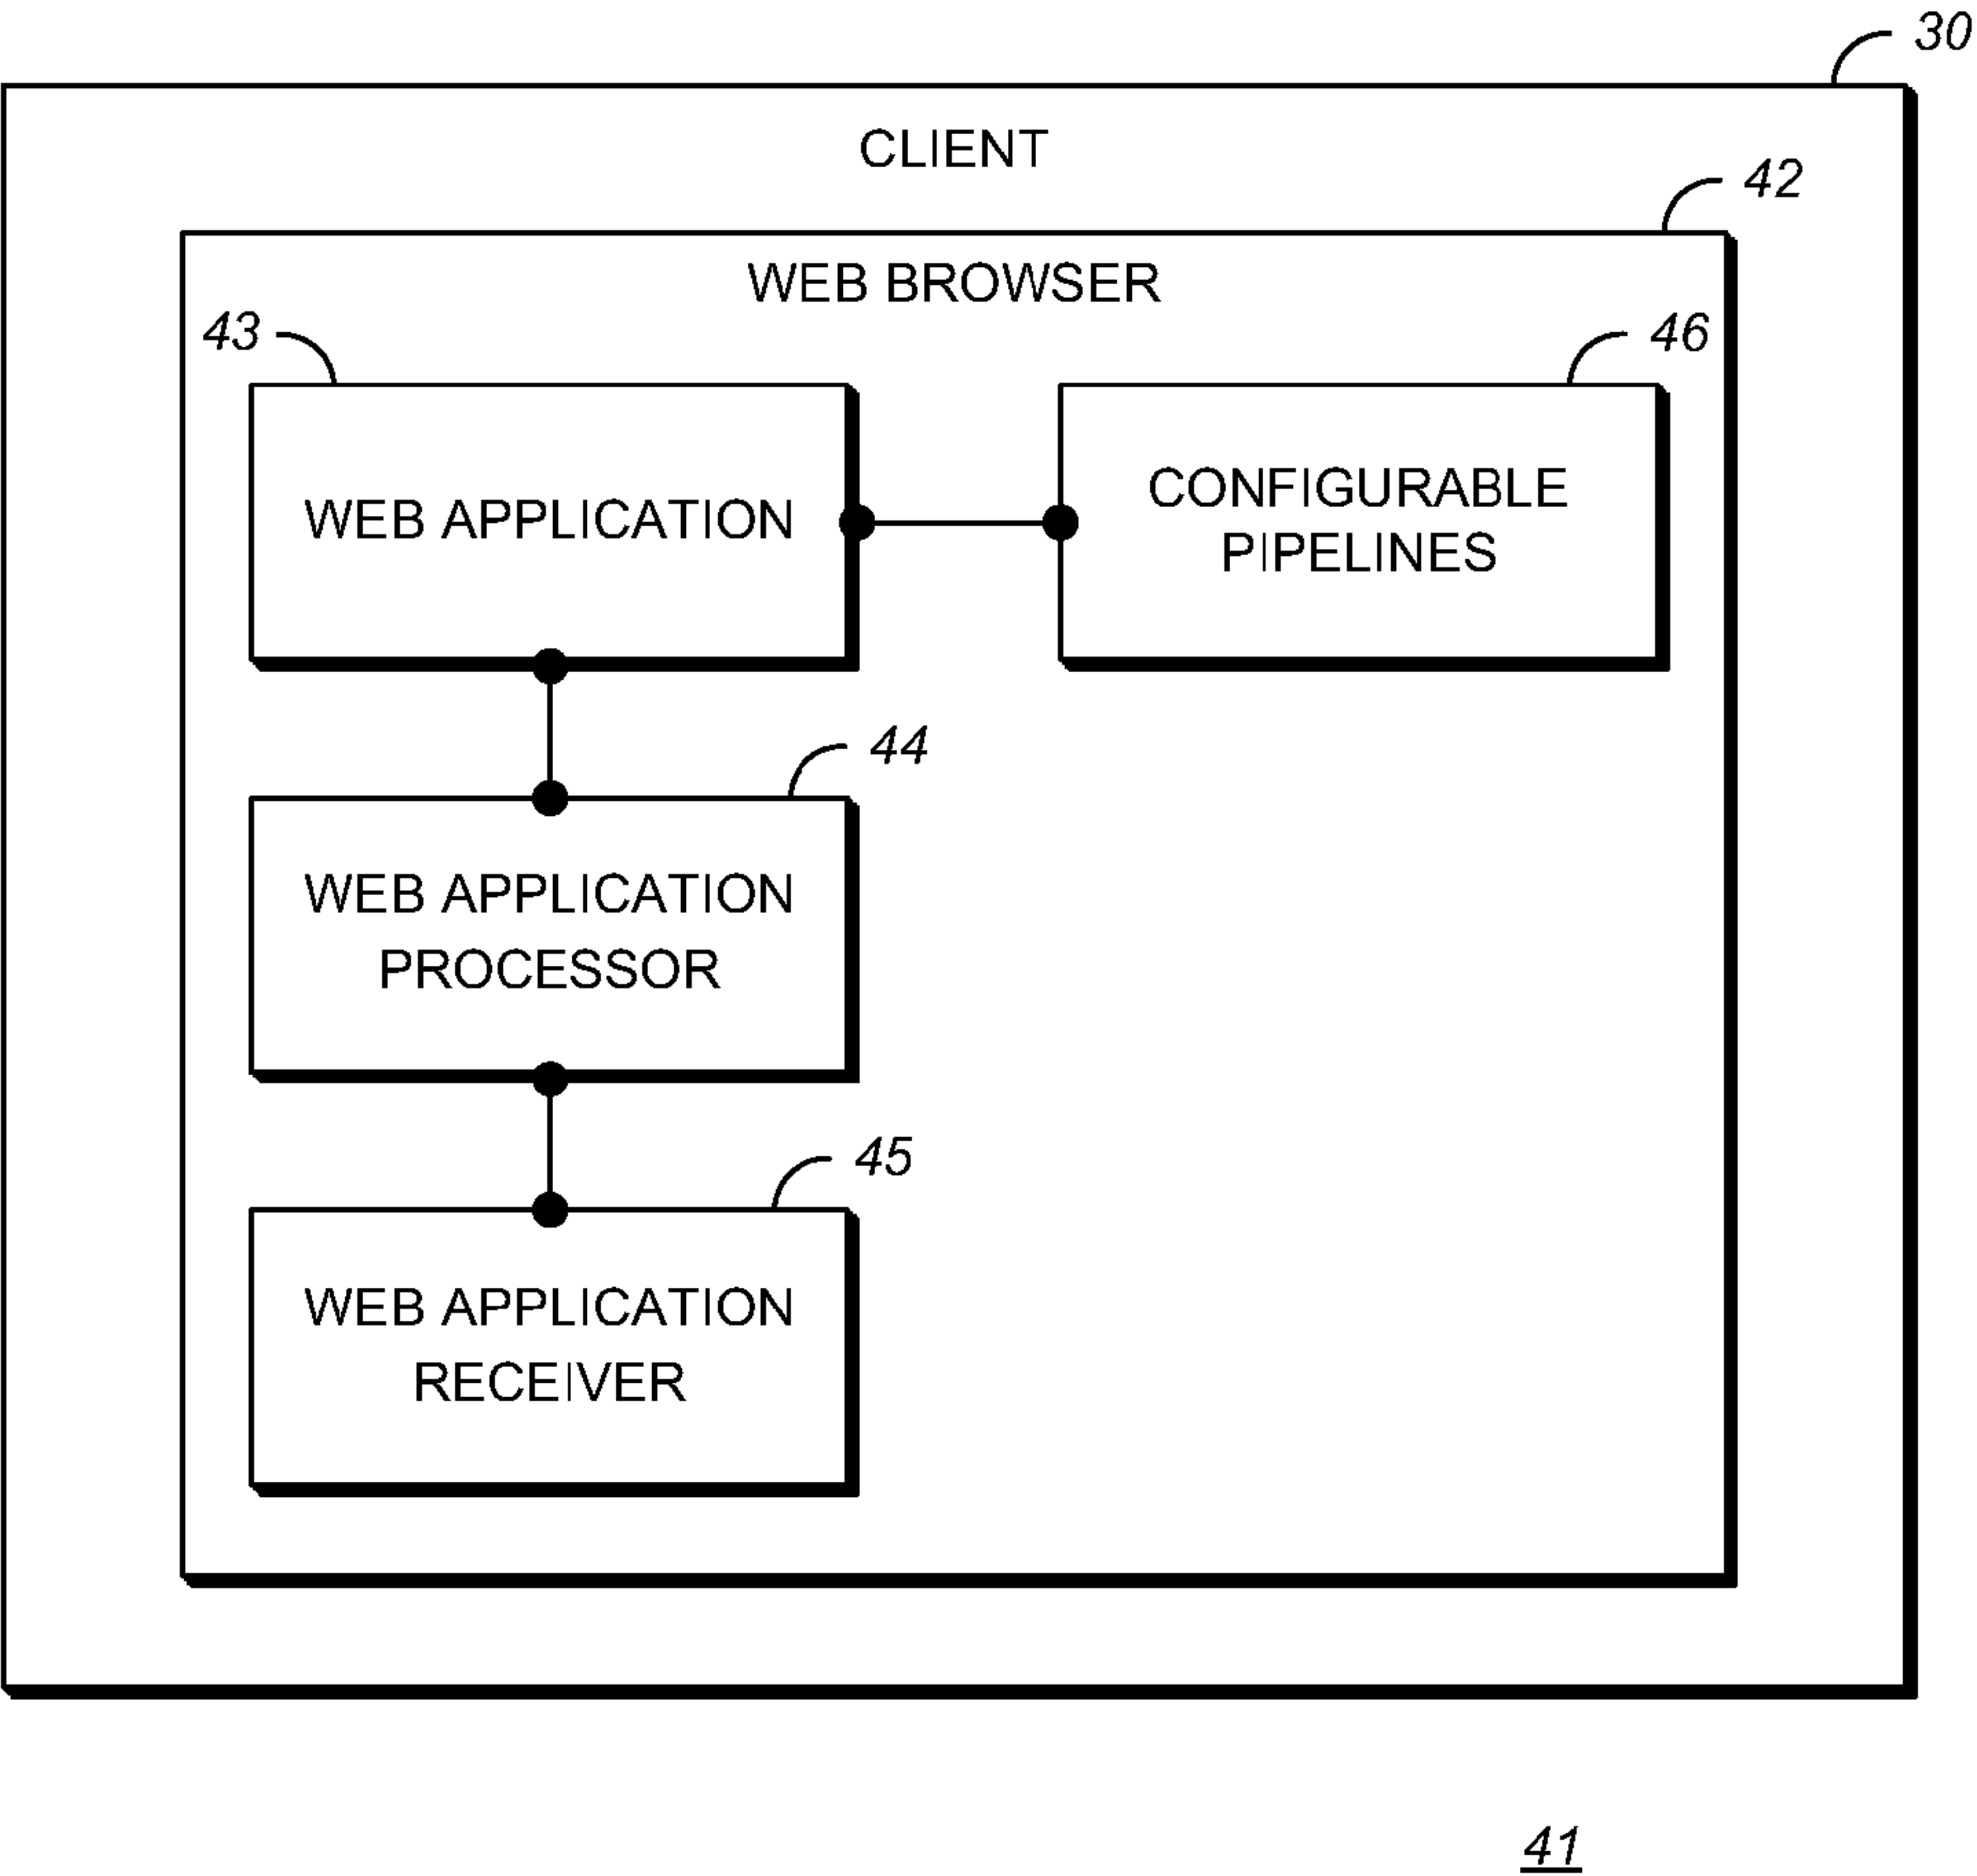 30
CLIENT
42
WEB BROWSER
43
46
WEB APPLICATION
CONFIGURABLE
PIPELINES
44
WEB APPLICATION
PROCESSOR
45
WEB APPLICATION
RECEIVER
41